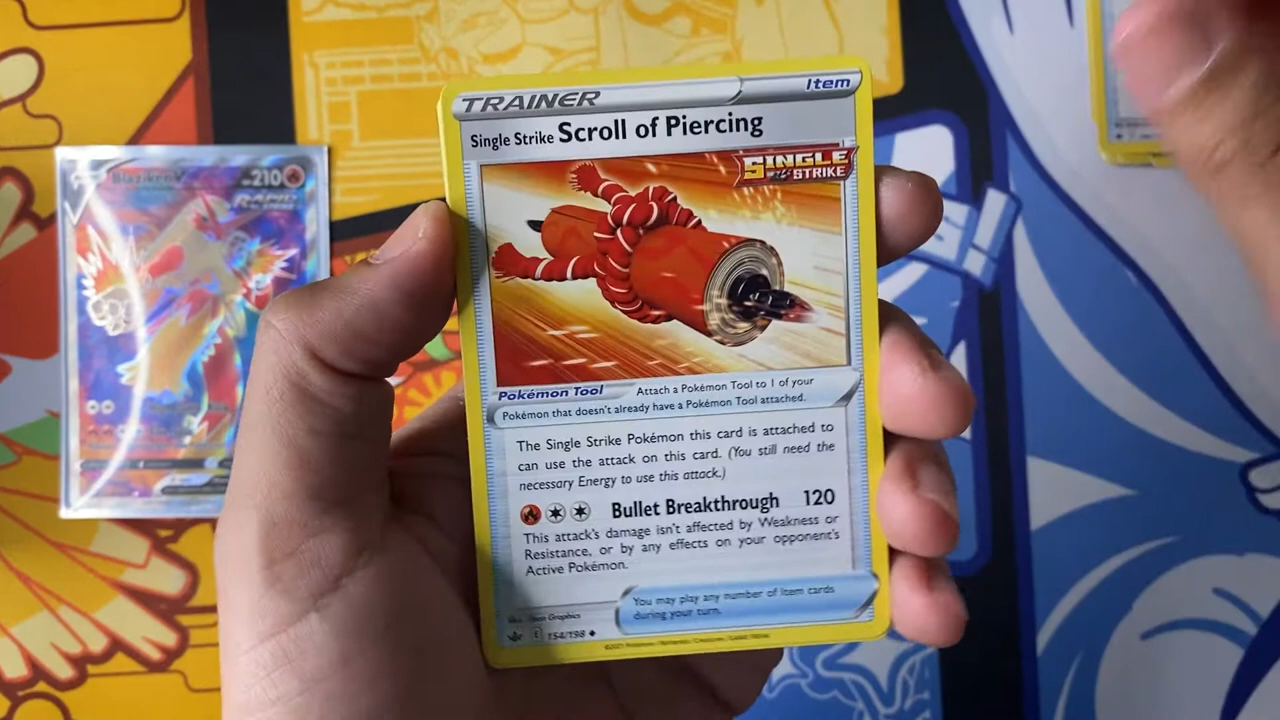 TRAINER
Item
Single Strike Scroll of Piercing
SINGLE
STRIKE
Pokémon Tool
Attach a Pokémon Tool to 1 of your
Pokémon that doesn't already have a Pokémon Tool attached.
The Single Strike Pokémon this card is attached to
can use the attack on this card. (You still need the
necessary Energy to use this attack.)
Bullet Breakthrough 120
This attack's damage isn't affected by Weakness or
Resistance, or by any effects on your opponent's
Active Pokémon.
You may play any number of Item cards
during your turn.
Graphics
E
154/198
Blaziken
210
RAPID